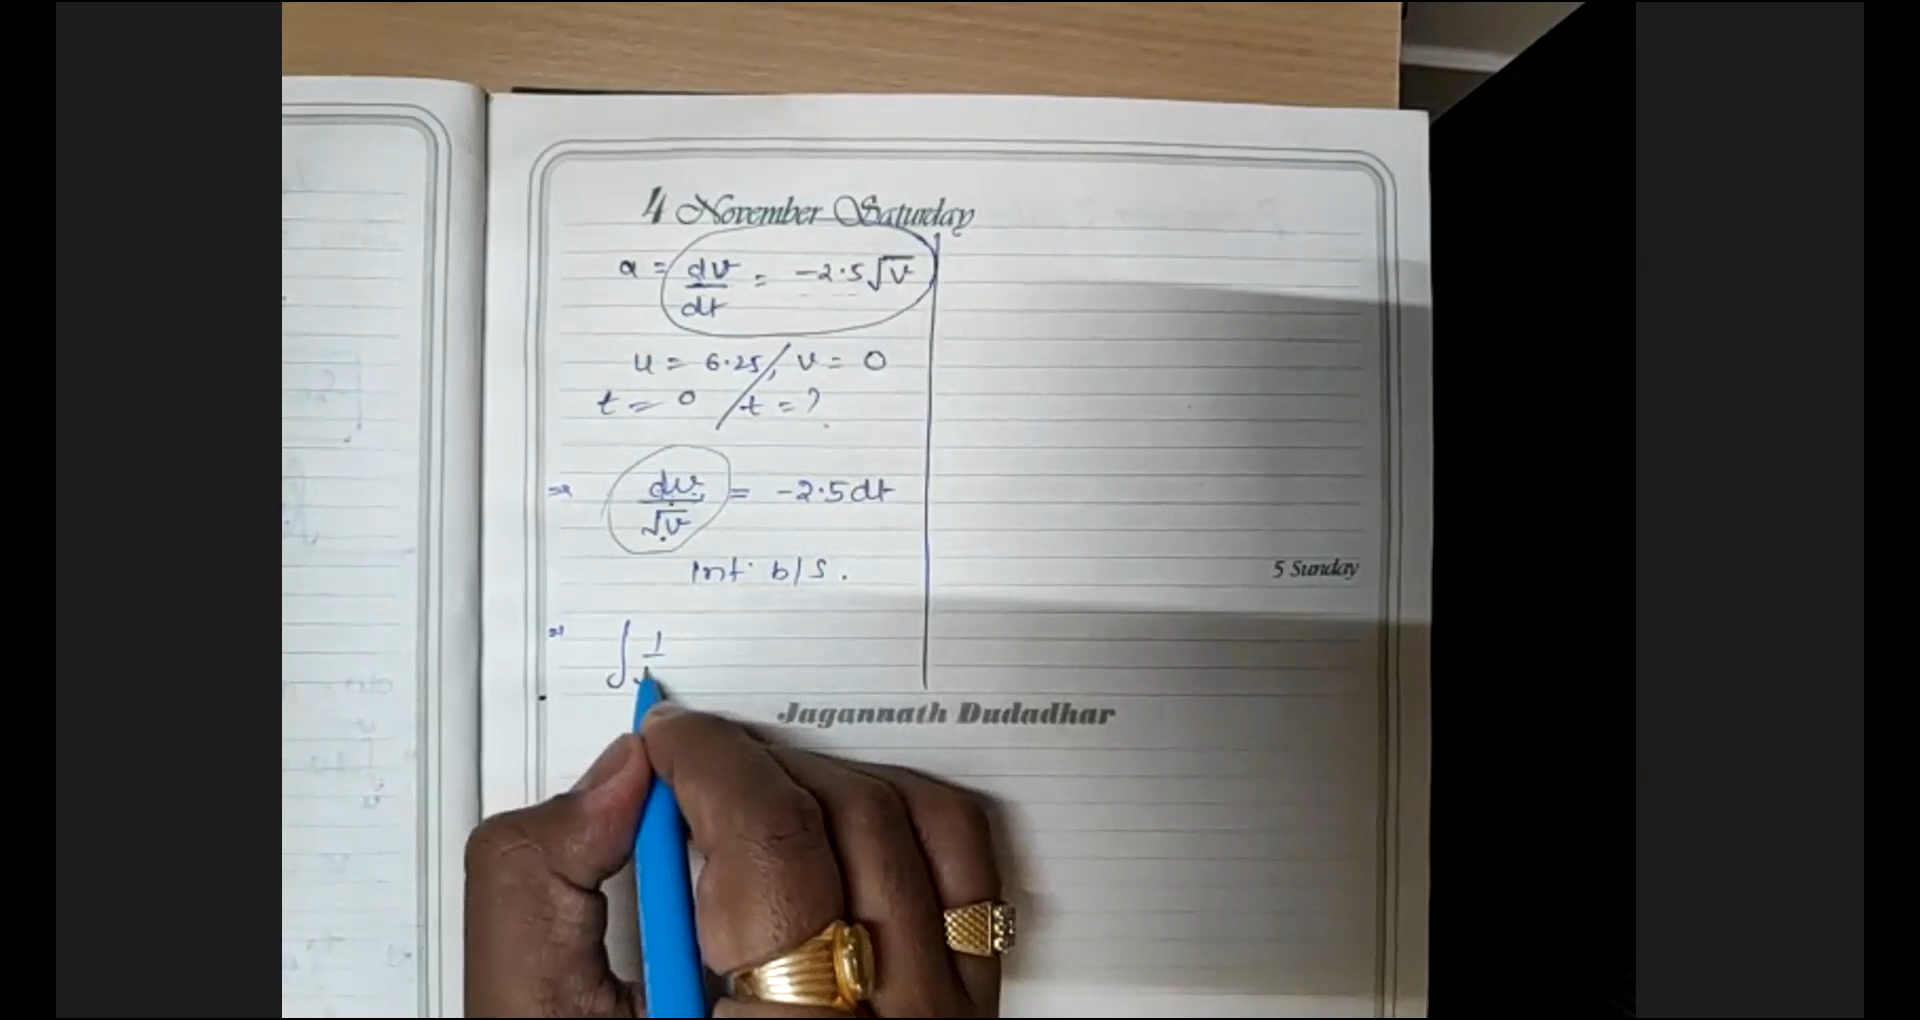 4 November Saturday
a = dv/dt = -2.5√v
u = 6.25, / v = 0
t = 0 / t = ?
⇒ dv/√v = -2.5dt
Int. b/s.
⇒ ∫ 1
5 Sunday
Jagannath Dudadhar